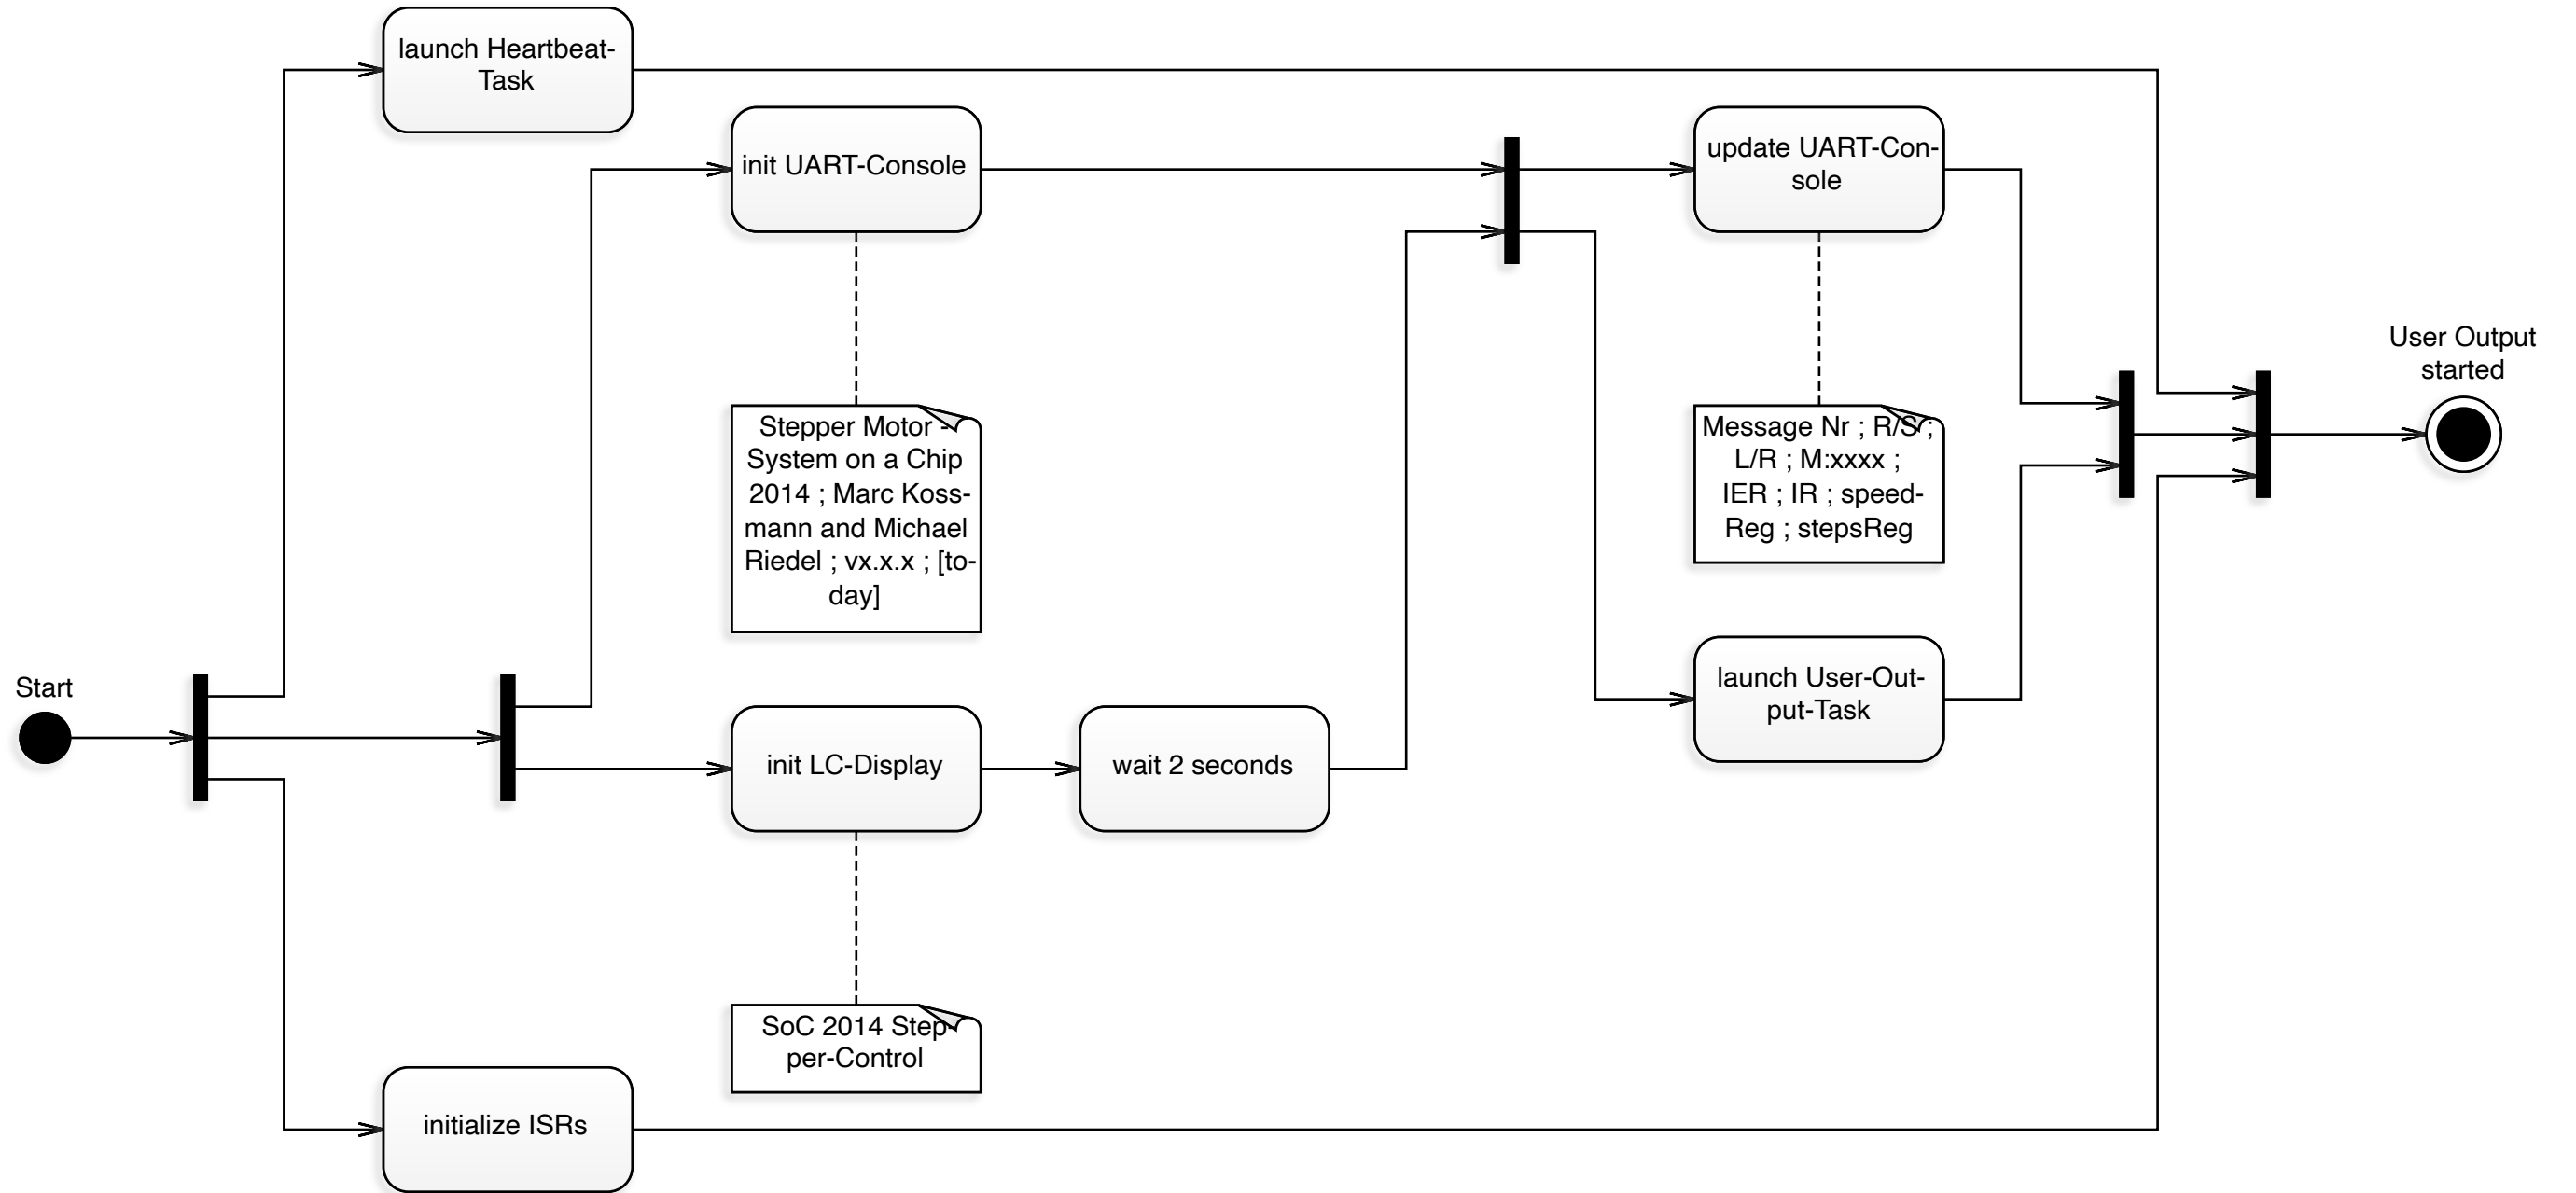 launch Heartbeat-
Task
init UART-Console
update UART-Con-
sole
User Output
started
Stepper Motor -
System on a Chip
2014 ; Marc Koss-
mann and Michael
Riedel ; vx.x.x ; [to-
day]
Message Nr ; R/S ;
L/R ; M:xxxx ;
IER ; IR ; speed-
Reg ; stepsReg
Start
launch User-Out-
put-Task
init LC-Display
wait 2 seconds
SoC 2014 Step-
per-Control
initialize ISRs